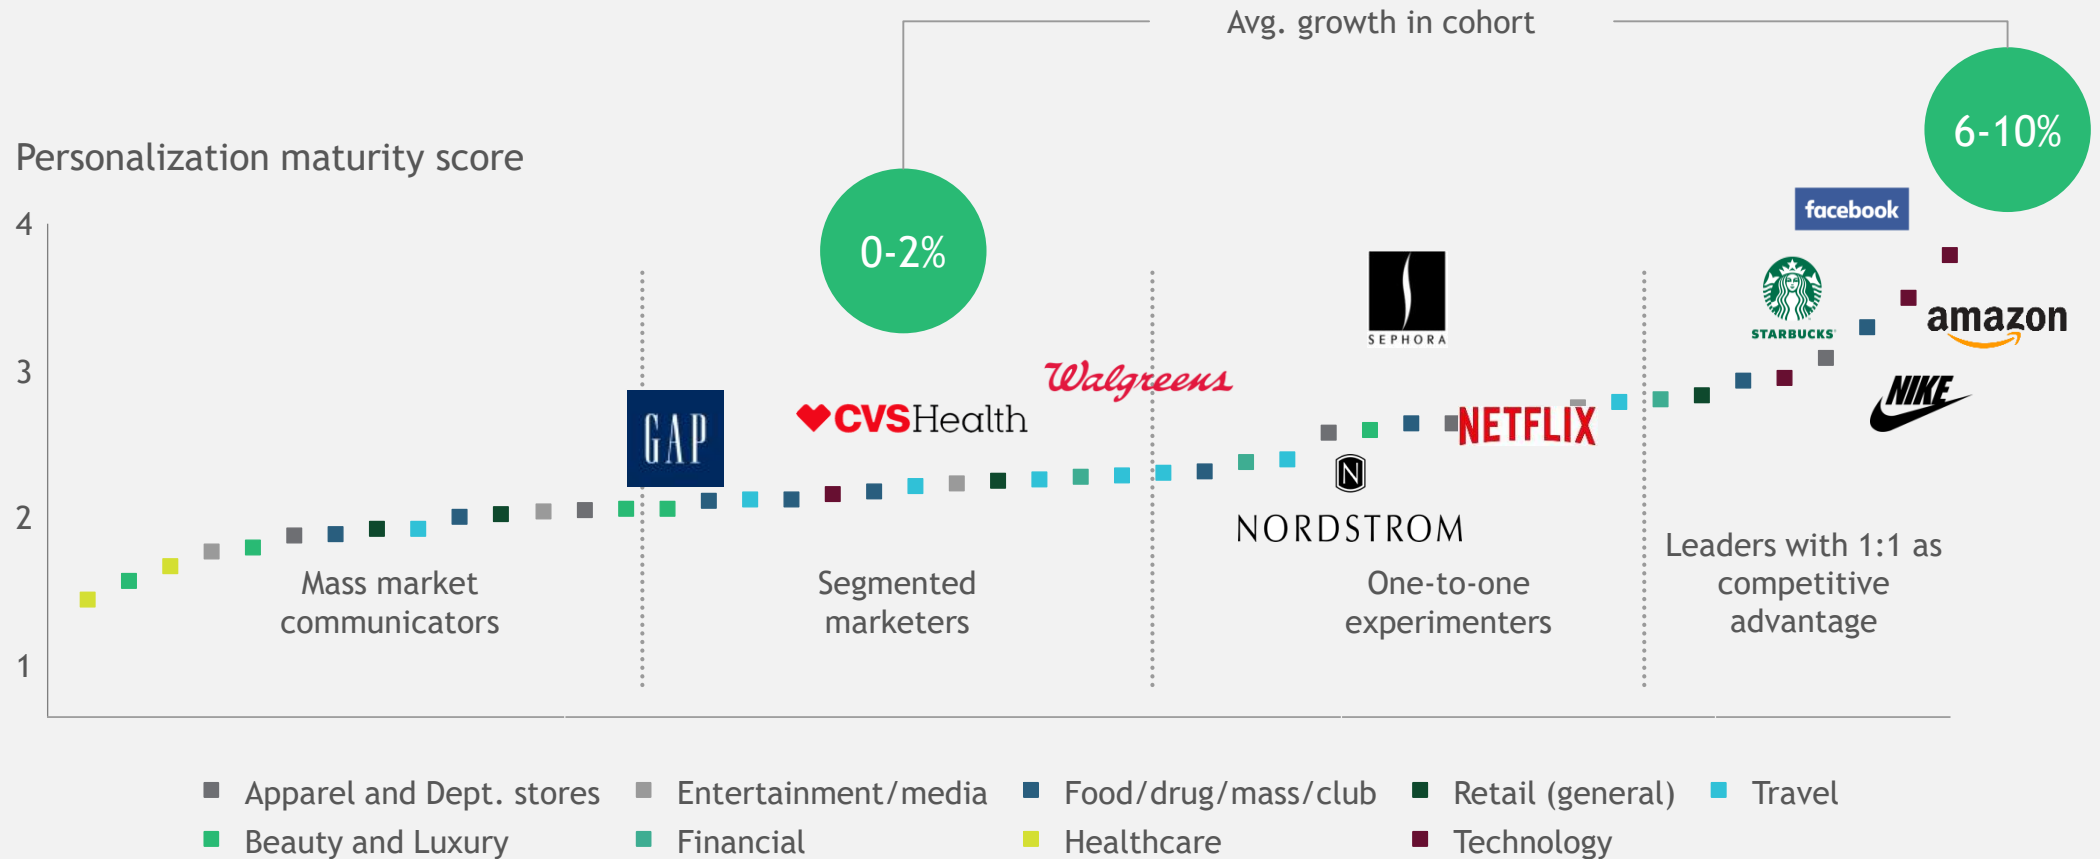 Avg. growth in cohort
6-10%
Personalization maturity score
0-2%
4
3
2
1
facebook
STARBUCKS
amazon
NIKE
SEPHORA
Walgreens
GAP
CVSHealth
NETFLIX
N
NORDSTROM
Mass market
communicators
Segmented
marketers
One-to-one
experimenters
Leaders with 1:1 as
competitive
advantage
Apparel and Dept. stores
Entertainment/media
Food/drug/mass/club
Retail (general)
Travel
Beauty and Luxury
Financial
Healthcare
Technology